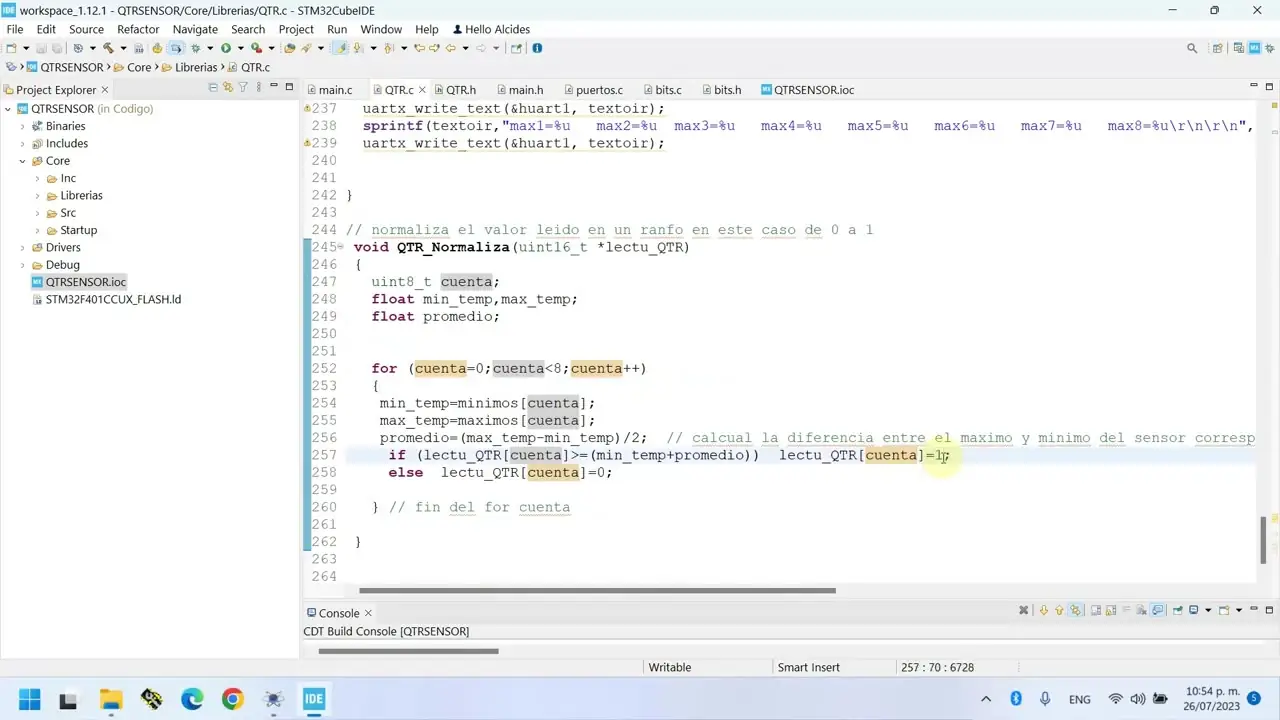 workspace_1.12.1 - QTRSENSOR/Core/Librerias/QTR.c - STM32CubeIDE
File Edit Source Refactor Navigate Search Project Run Window Help Hello Alcides
QTRSENSOR Core Librerias QTR.c
Project Explorer
QTRSENSOR (in Codigo)
Binaries
Includes
Core
Inc
Librerias
Src
Startup
Drivers
Debug
QTRSENSOR.ioc
STM32F401CCUX_FLASH.ld
main.c QTR.c QTR.h main.h puertos.c bits.c bits.h QTRSENSOR.ioc
237 uartx_write_text(&huart1, textoir);
238 sprintf(textoir,"max1=%u max2=%u max3=%u max4=%u max5=%u max6=%u max7=%u max8=%u\r\n\r\n",
239 uartx_write_text(&huart1, textoir);
240
241
242 }
243
244 // normaliza el valor leido en un ranfo en este caso de 0 a 1
245 void QTR_Normaliza(uint16_t *lectu_QTR)
246 {
247 uint8_t cuenta;
248 float min_temp,max_temp;
249 float promedio;
250
251
252 for (cuenta=0;cuenta<8;cuenta++)
253 {
254 min_temp=minimos[cuenta];
255 max_temp=maximos[cuenta];
256 promedio=(max_temp-min_temp)/2; // calcual la diferencia entre el maximo y minimo del sensor corresp
257 if (lectu_QTR[cuenta]>=(min_temp+promedio)) lectu_QTR[cuenta]=1;
258 else lectu_QTR[cuenta]=0;
259
260 } // fin del for cuenta
261
262 }
263
264
Console
CDT Build Console [QTRSENSOR]
Writable Smart Insert 257 : 70 : 6728
IDE ENG 10:54 p. m. 5
26/07/2023